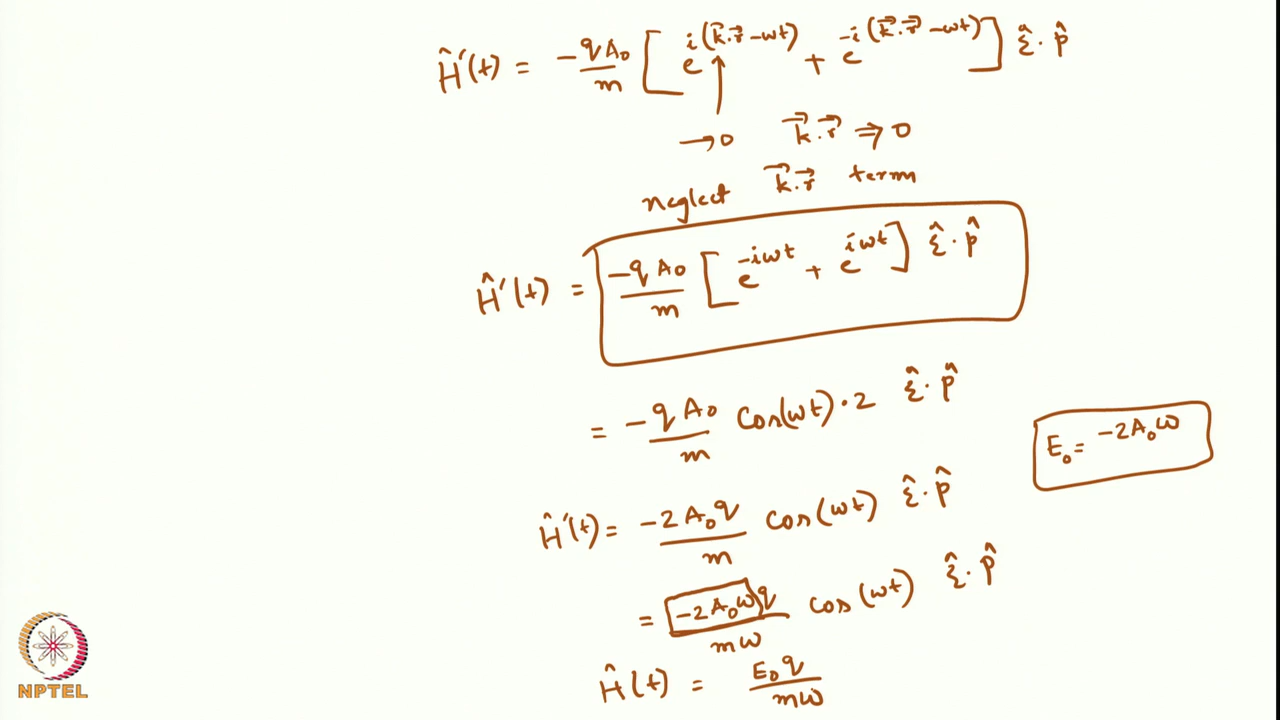 Ĥ′(t) = -qA₀/m [ e^{i(k⃗.r⃗ -ωt)} + e^{-i(k⃗.r⃗ -ωt)} ] ε̂ . p̂
→0 k⃗.r⃗ ⇒ 0
neglect k⃗.r⃗ term
Ĥ′(t) = -qA₀/m [ e^{-iωt} + e^{iωt} ] ε̂ . p̂
= -qA₀/m Cos(ωt)·2 ε̂ . p̂
E₀ = -2A₀ω
Ĥ′(t) = -2A₀q/m cos(ωt) ε̂ . p̂
= -2A₀ωq/mω cos(ωt) ε̂ . p̂
Ĥ(t) = E₀q/mω
NPTEL